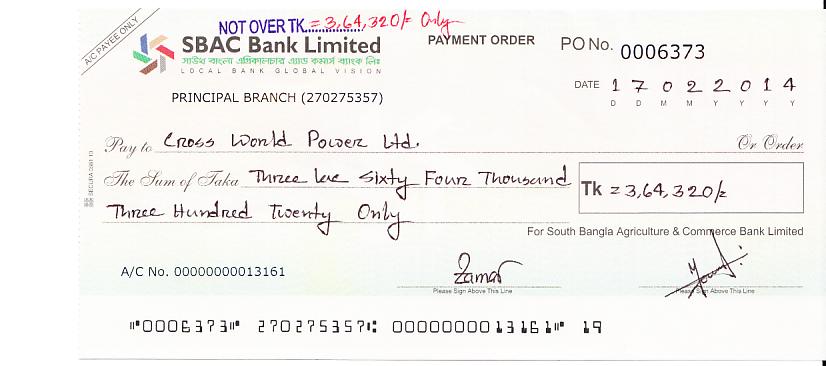 A/C PAYEE ONLY
NOT OVER TK. = 3,64,320/= Only
SBAC Bank Limited
সাউথ বাংলা এগ্রিকালচার এ্যান্ড কমার্স ব্যাংক লিঃ
LOCAL BANK GLOBAL VISION
PAYMENT ORDER
PO No. 0006373
DATE 1 7 0 2 2 0 1 4
D D M M Y Y Y Y
PRINCIPAL BRANCH (270275357)
Pay to Cross World Power Ltd. Or Order
The Sum of Taka Three lac Sixty Four Thousand
Three Hundred Twenty Only
Tk = 3,64,320/=
For South Bangla Agriculture & Commerce Bank Limited
A/C No. 00000000013161
Zaman
Please Sign Above This Line
Please Sign Above This Line
⑈0006373⑈ 270275357⑆ 00000000013161⑈ 19